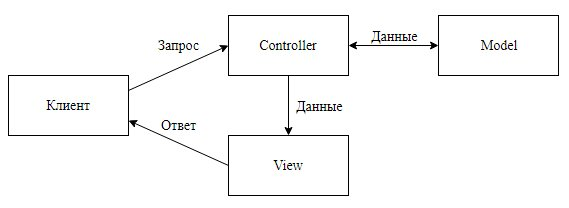 Запрос
Controller
Данные
Model
Клиент
Данные
Ответ
View